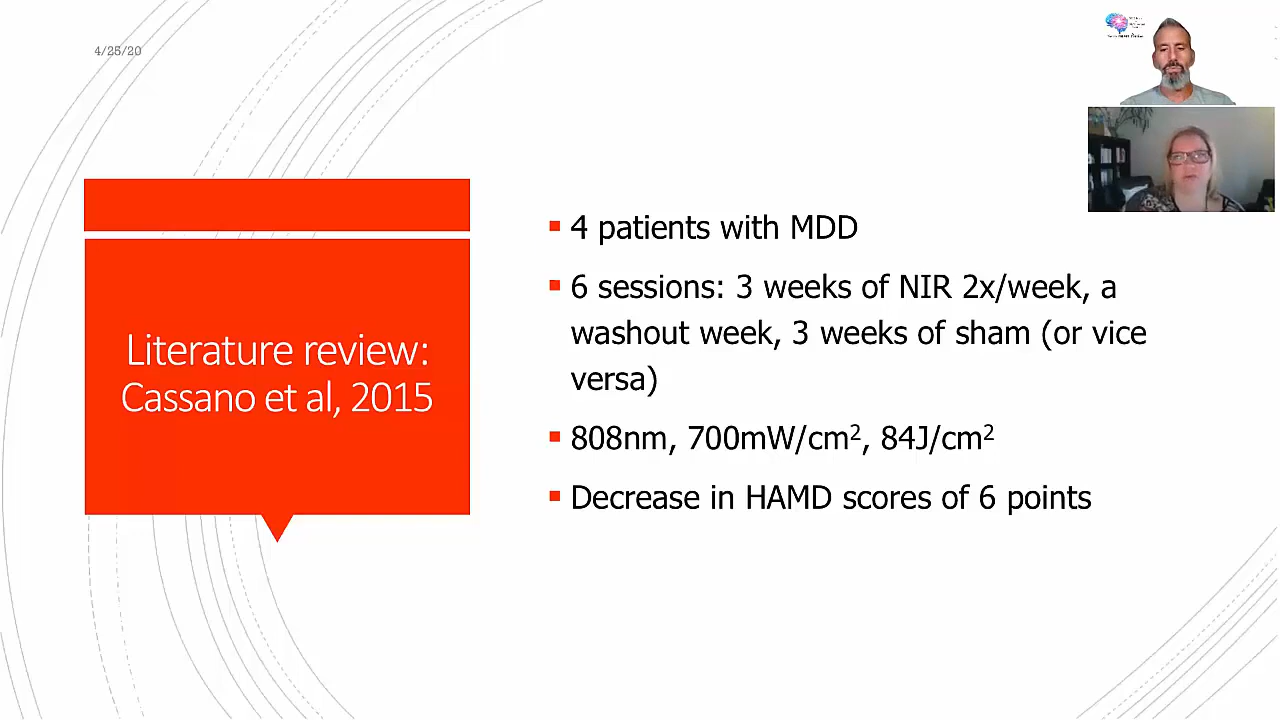 4/25/20
Literature review:
Cassano et al, 2015
4 patients with MDD
6 sessions: 3 weeks of NIR 2x/week, a
washout week, 3 weeks of sham (or vice
versa)
808nm, 700mW/cm², 84J/cm²
Decrease in HAMD scores of 6 points